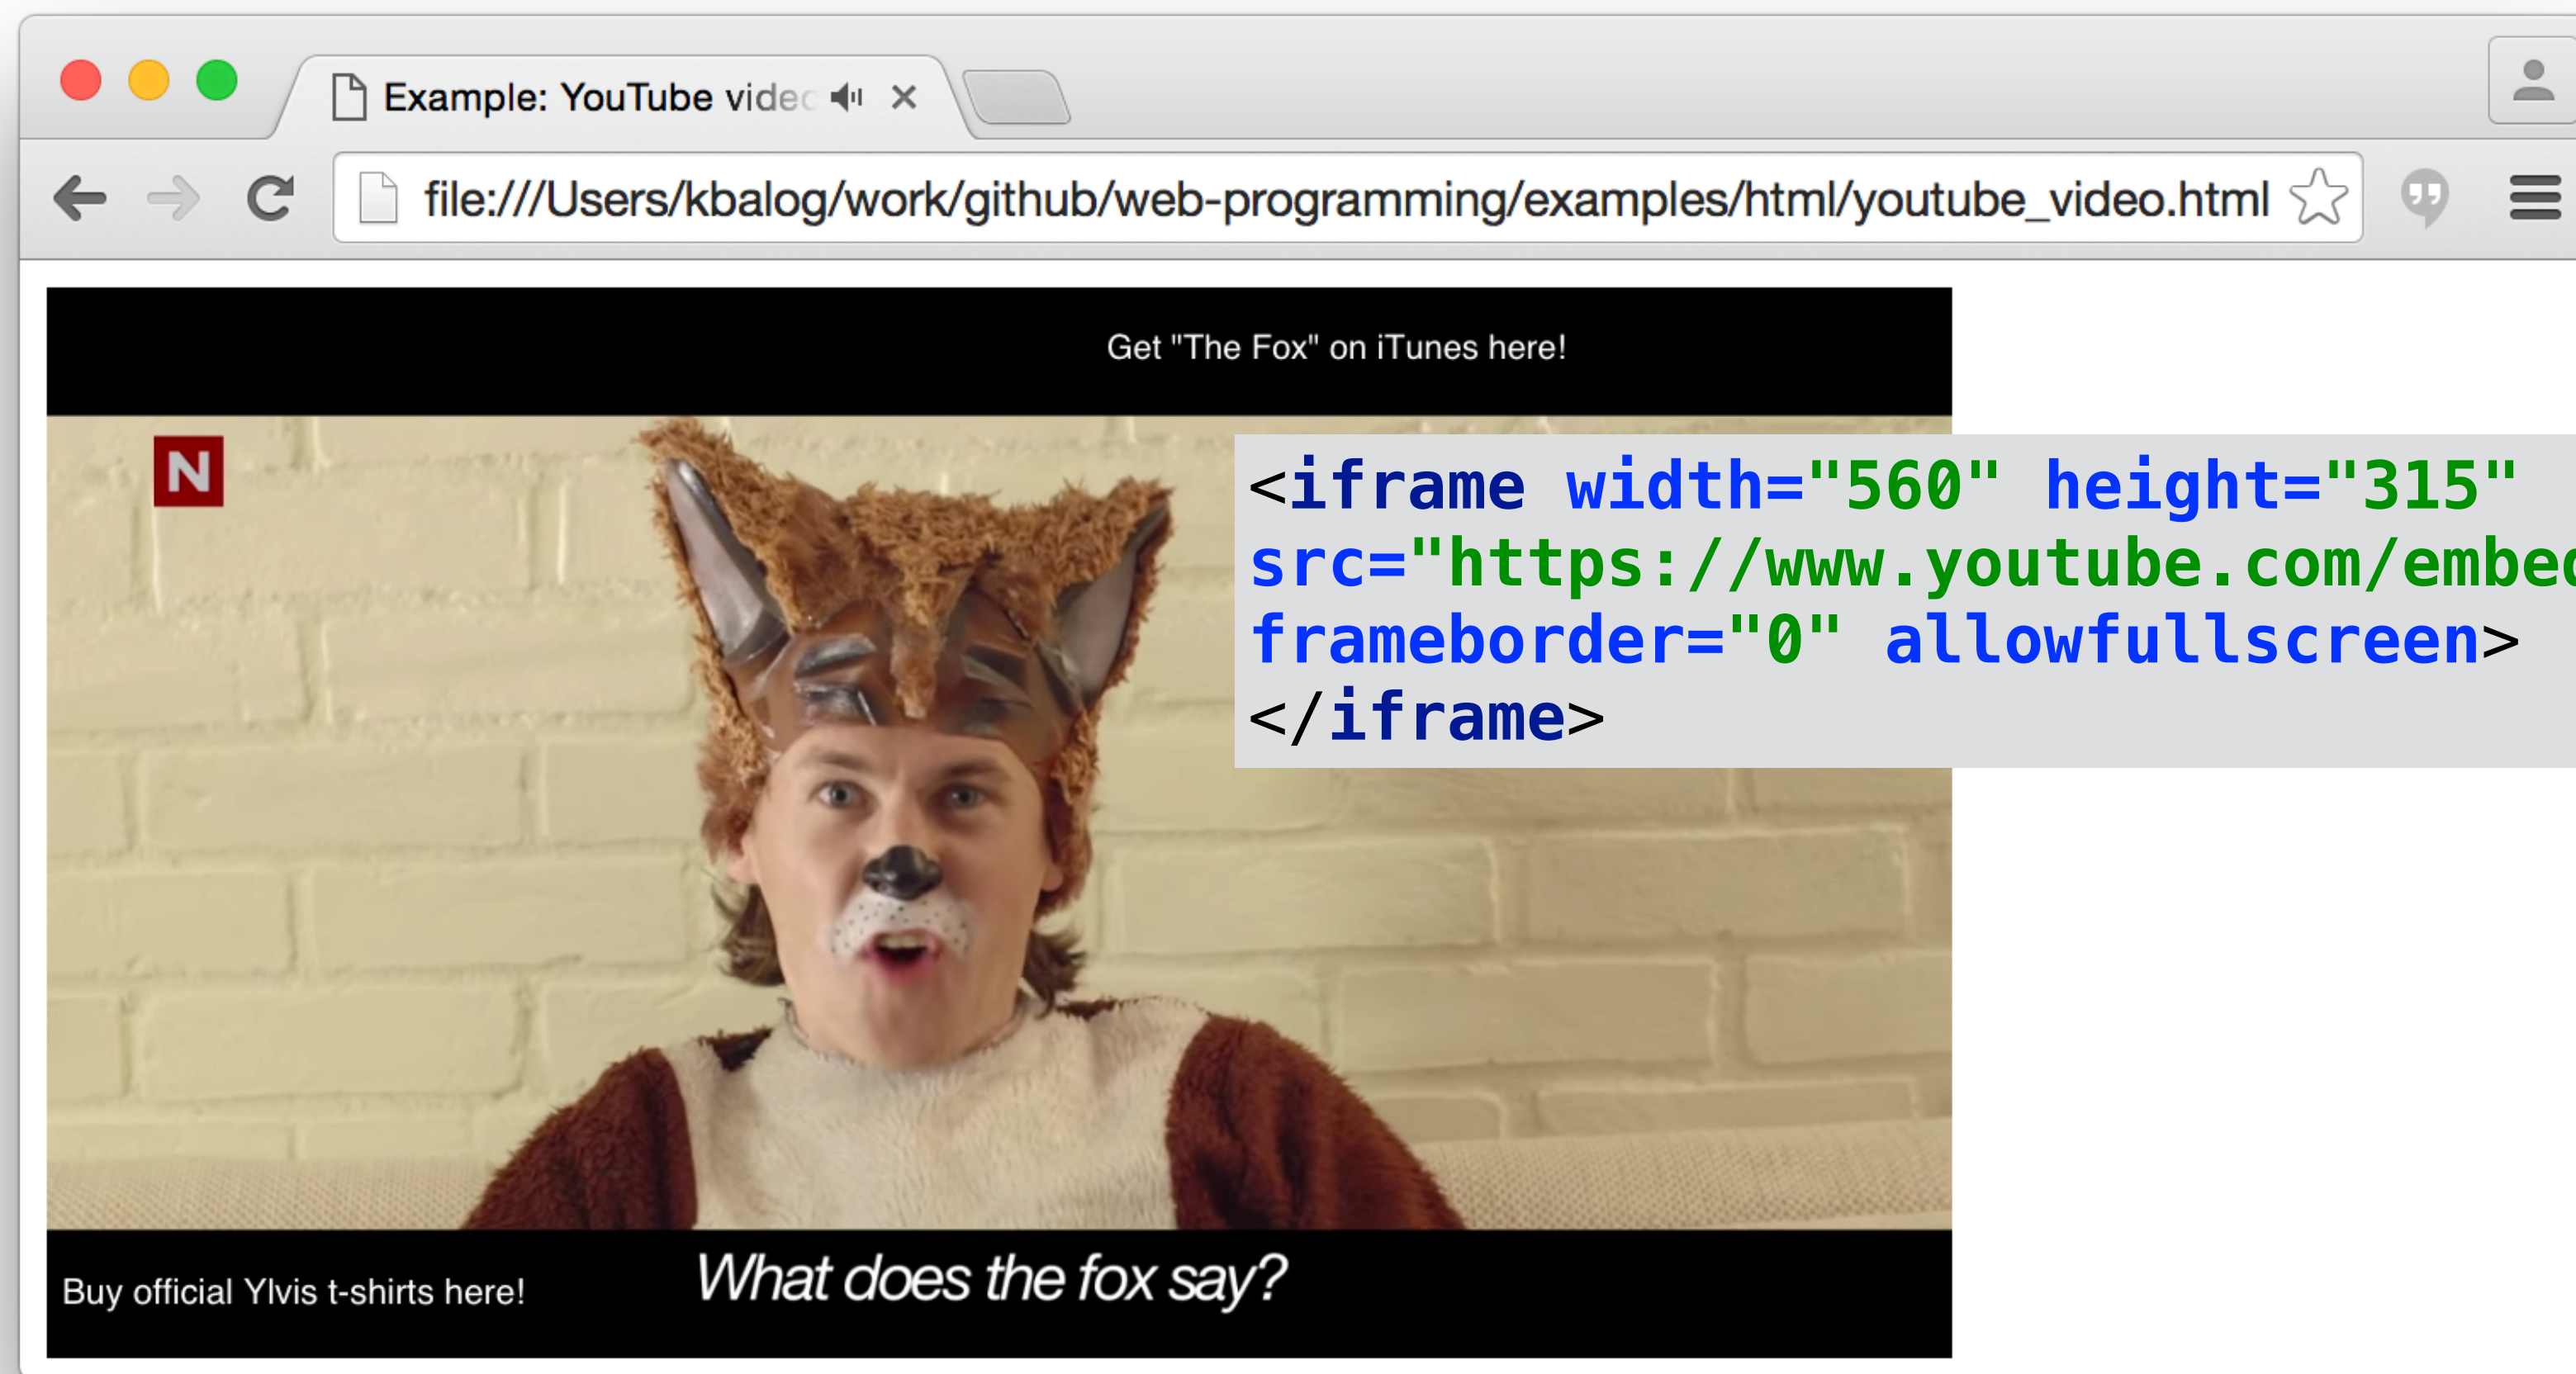 Example: YouTube video
file:///Users/kbalog/work/github/web-programming/examples/html/youtube_video.html
Get "The Fox" on iTunes here!
N
<iframe width="560" height="315"
src="https://www.youtube.com/embed
frameborder="0" allowfullscreen>
</iframe>
What does the fox say?
Buy official Ylvis t-shirts here!